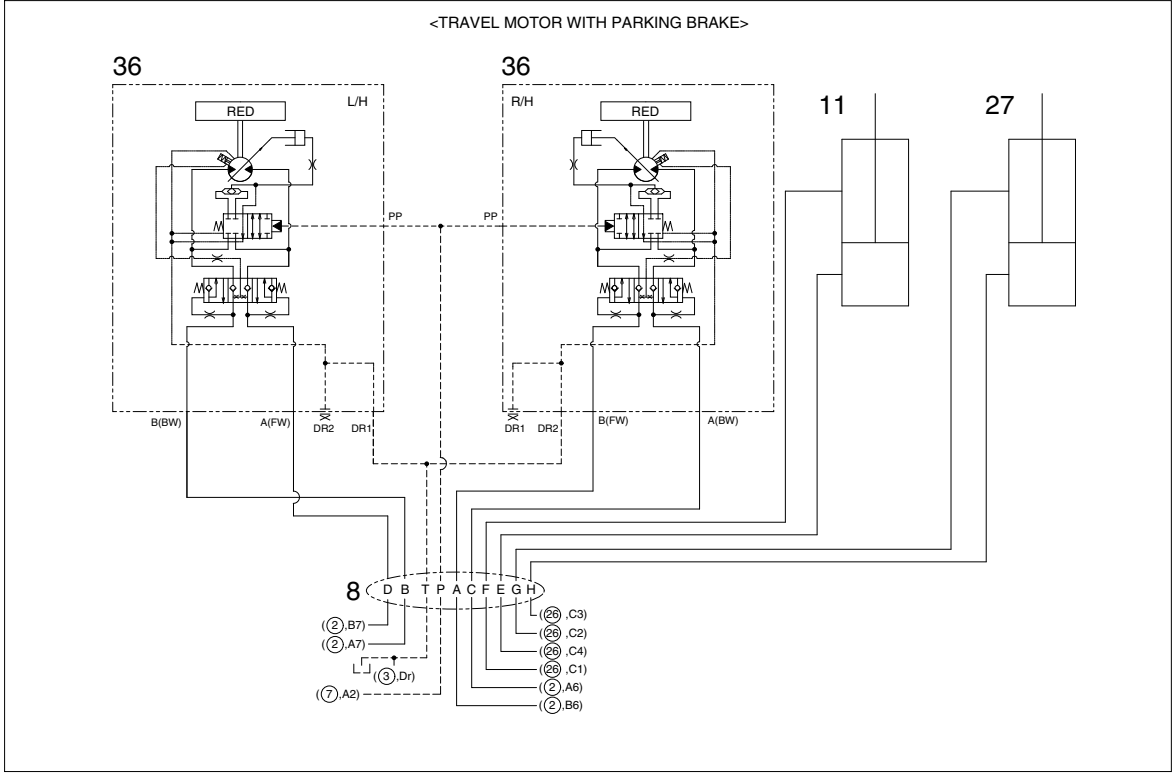 <TRAVEL MOTOR WITH PARKING BRAKE>
36
36
11
27
L/H
R/H
RED
RED
PP
PP
B(BW)
A(FW)
DR2
DR1
DR1
DR2
B(FW)
A(BW)
8
D B T P A C F E G H
(2,B7)
(2,A7)
(3,Dr)
(7,A2)
(26 ,C3)
(26 ,C2)
(26 ,C4)
(26 ,C1)
(2,A6)
(2,B6)